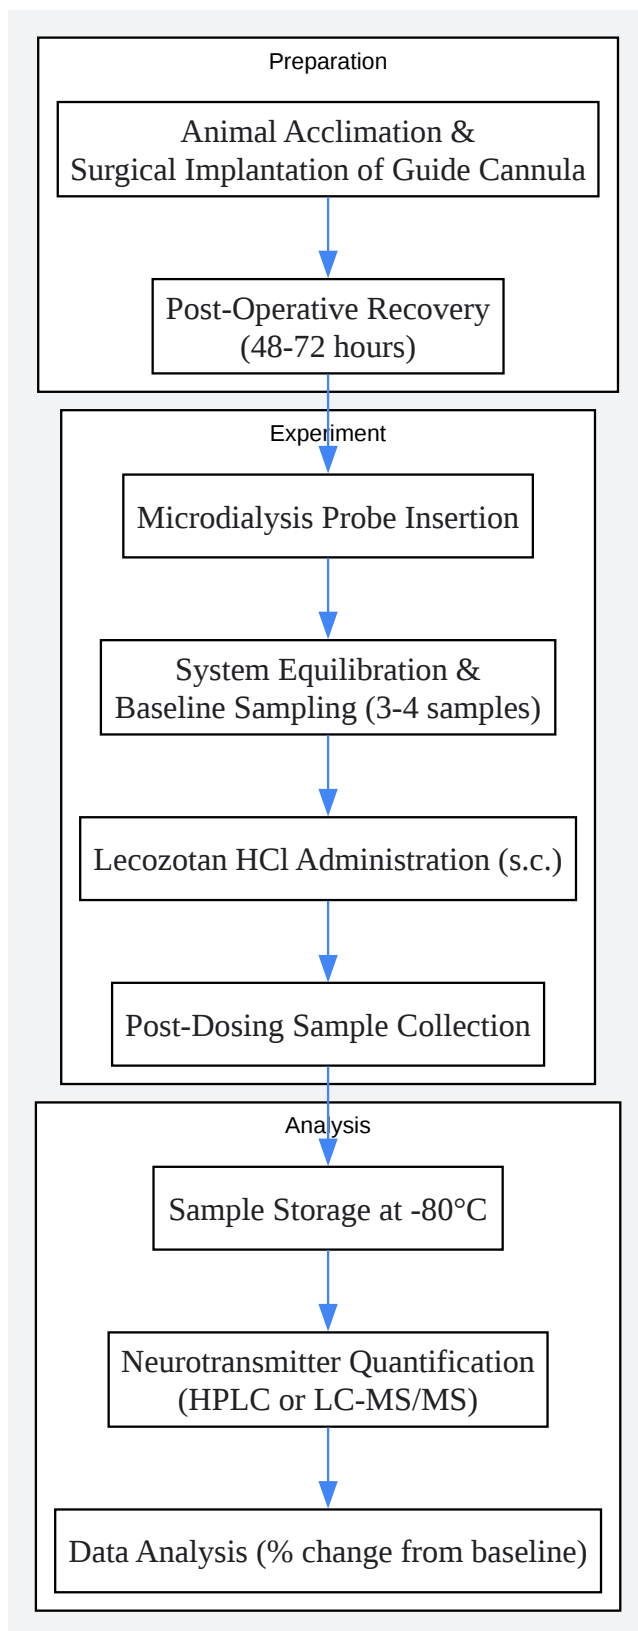 Preparation
Animal Acclimation &
Surgical Implantation of Guide Cannula
Post-Operative Recovery
(48-72 hours)
Experiment
Microdialysis Probe Insertion
System Equilibration &
Baseline Sampling (3-4 samples)
Lecozotan HCl Administration (s.c.)
Post-Dosing Sample Collection
Analysis
Sample Storage at -80°C
Neurotransmitter Quantification
(HPLC or LC-MS/MS)
Data Analysis (% change from baseline)